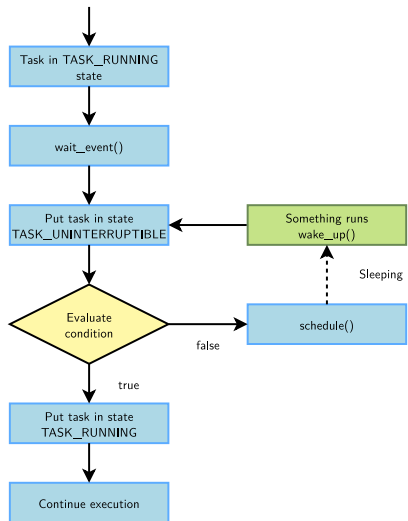 Task in TASK_RUNNING
state
wait_event()
Put task in state
TASK_UNINTERRUPTIBLE
Something runs
wake_up()
Sleeping
Evaluate
condition
schedule()
false
true
Put task in state
TASK_RUNNING
Continue execution